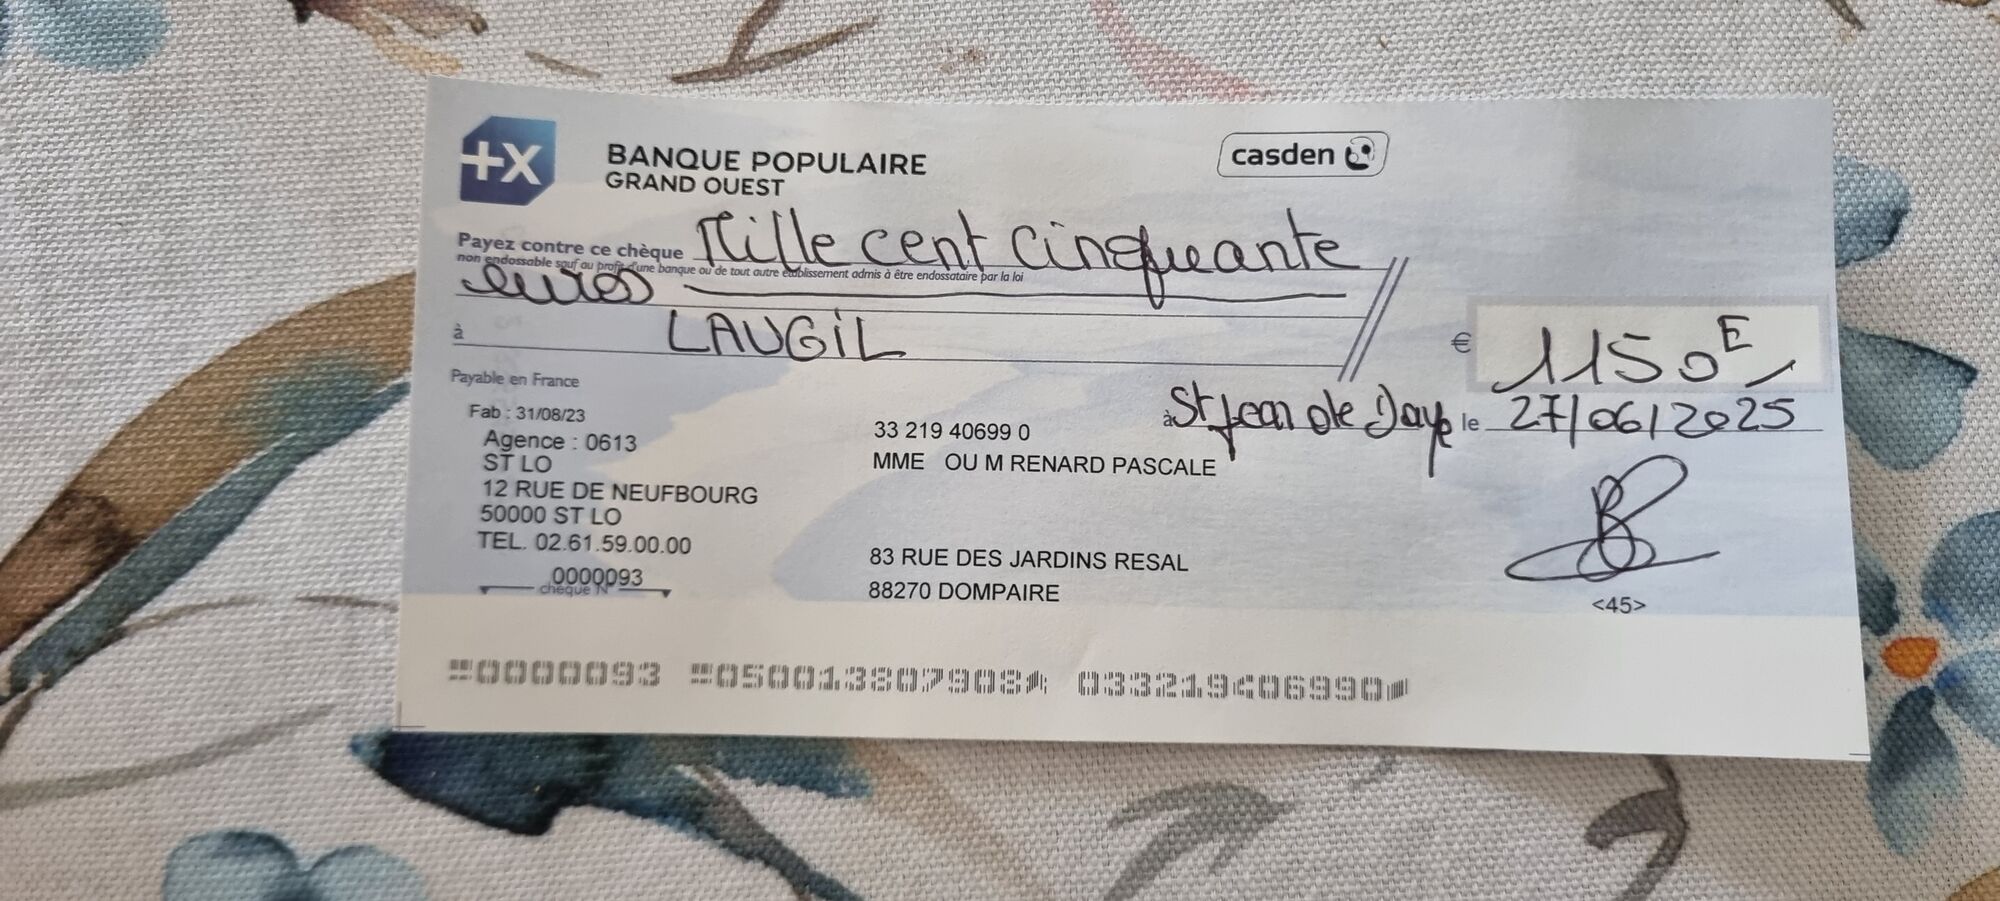 +X
BANQUE POPULAIRE
GRAND OUEST
casden
Payez contre ce chèque Mille cent cinquante
non endossable sauf au profit d'une banque ou de tout autre établissement admis à être endossataire par la loi
euros
à LAUGIL
€ 1150 E
Payable en France
à St Jean de Daye le 27/06/2025
Fab : 31/08/23
Agence : 0613
ST LO
12 RUE DE NEUFBOURG
50000 ST LO
TEL. 02.61.59.00.00
0000093
chèque N°
33 219 40699 0
MME OU M RENARD PASCALE
83 RUE DES JARDINS RESAL
88270 DOMPAIRE
<45>
0000093 050013807908 033219406990